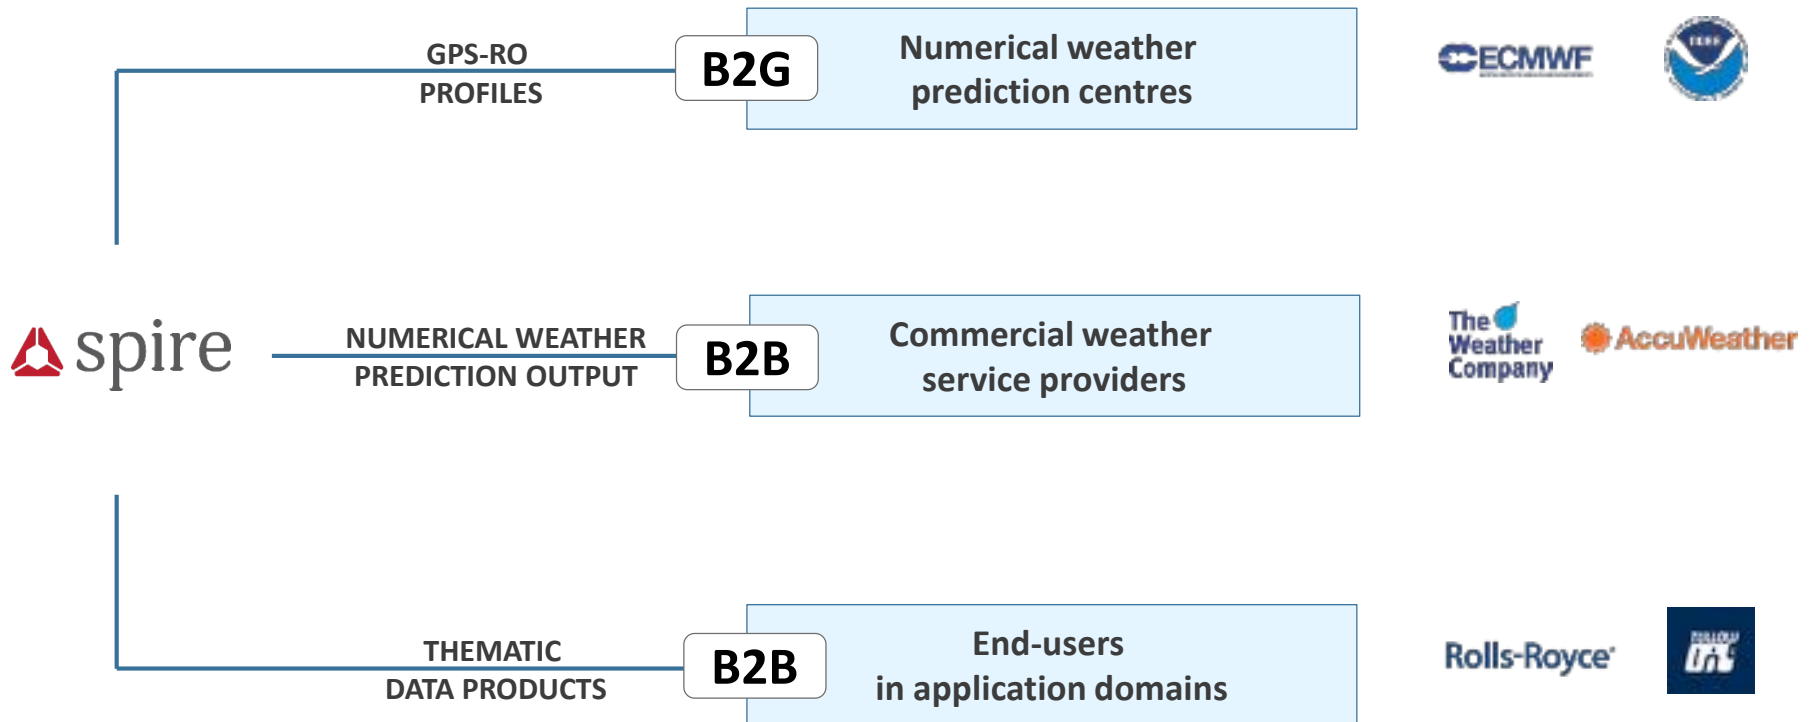 GPS-RO
PROFILES
B2G
Numerical weather
prediction centres
ECMWF
spire
NUMERICAL WEATHER
PREDICTION OUTPUT
B2B
Commercial weather
service providers
The
Weather
Company
AccuWeather
THEMATIC
DATA PRODUCTS
B2B
End-users
in application domains
Rolls-Royce